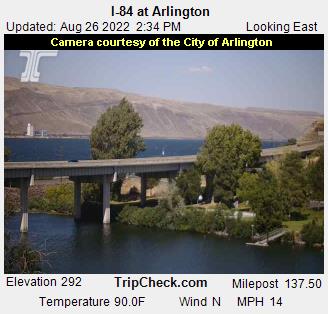 I-84 at Arlington
Updated: Aug 26 2022 2:34 PM Looking East
Camera courtesy of the City of Arlington
Elevation 292 TripCheck.com Milepost 137.50
Temperature 90.0F Wind N MPH 14